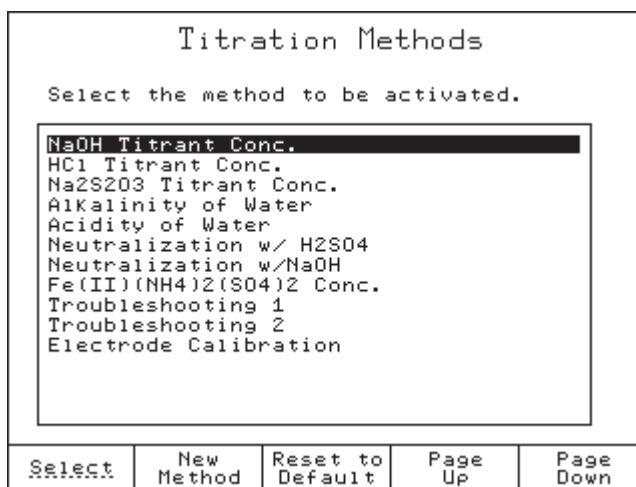 Titration Methods
Select the method to be activated.
NaOH Titrant Conc.
HCl Titrant Conc.
Na2S2O3 Titrant Conc.
Alkalinity of Water
Acidity of Water
Neutralization w/ H2SO4
Neutralization w/NaOH
Fe(II)(NH4)2(SO4)2 Conc.
Troubleshooting 1
Troubleshooting 2
Electrode Calibration
Select
New Method
Reset to Default
Page Up
Page Down